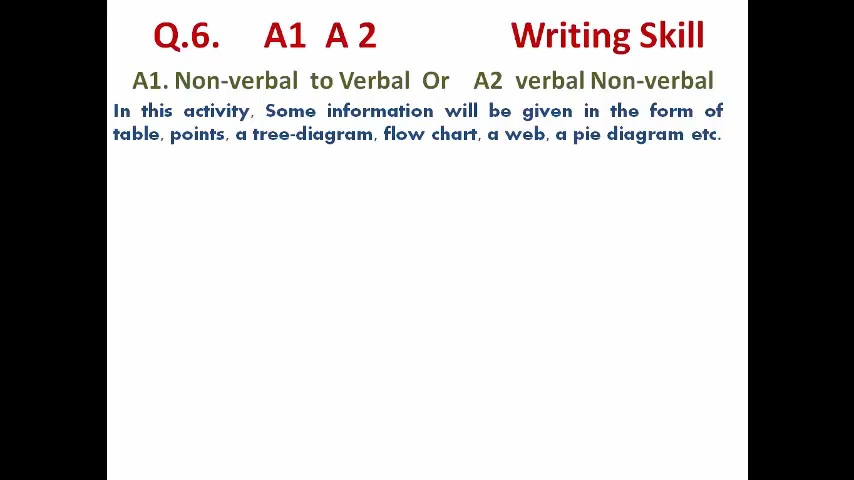 Q.6. A1 A 2 Writing Skill
A1. Non-verbal to Verbal Or A2 verbal Non-verbal
In this activity, Some information will be given in the form of
table, points, a tree-diagram, flow chart, a web, a pie diagram etc.